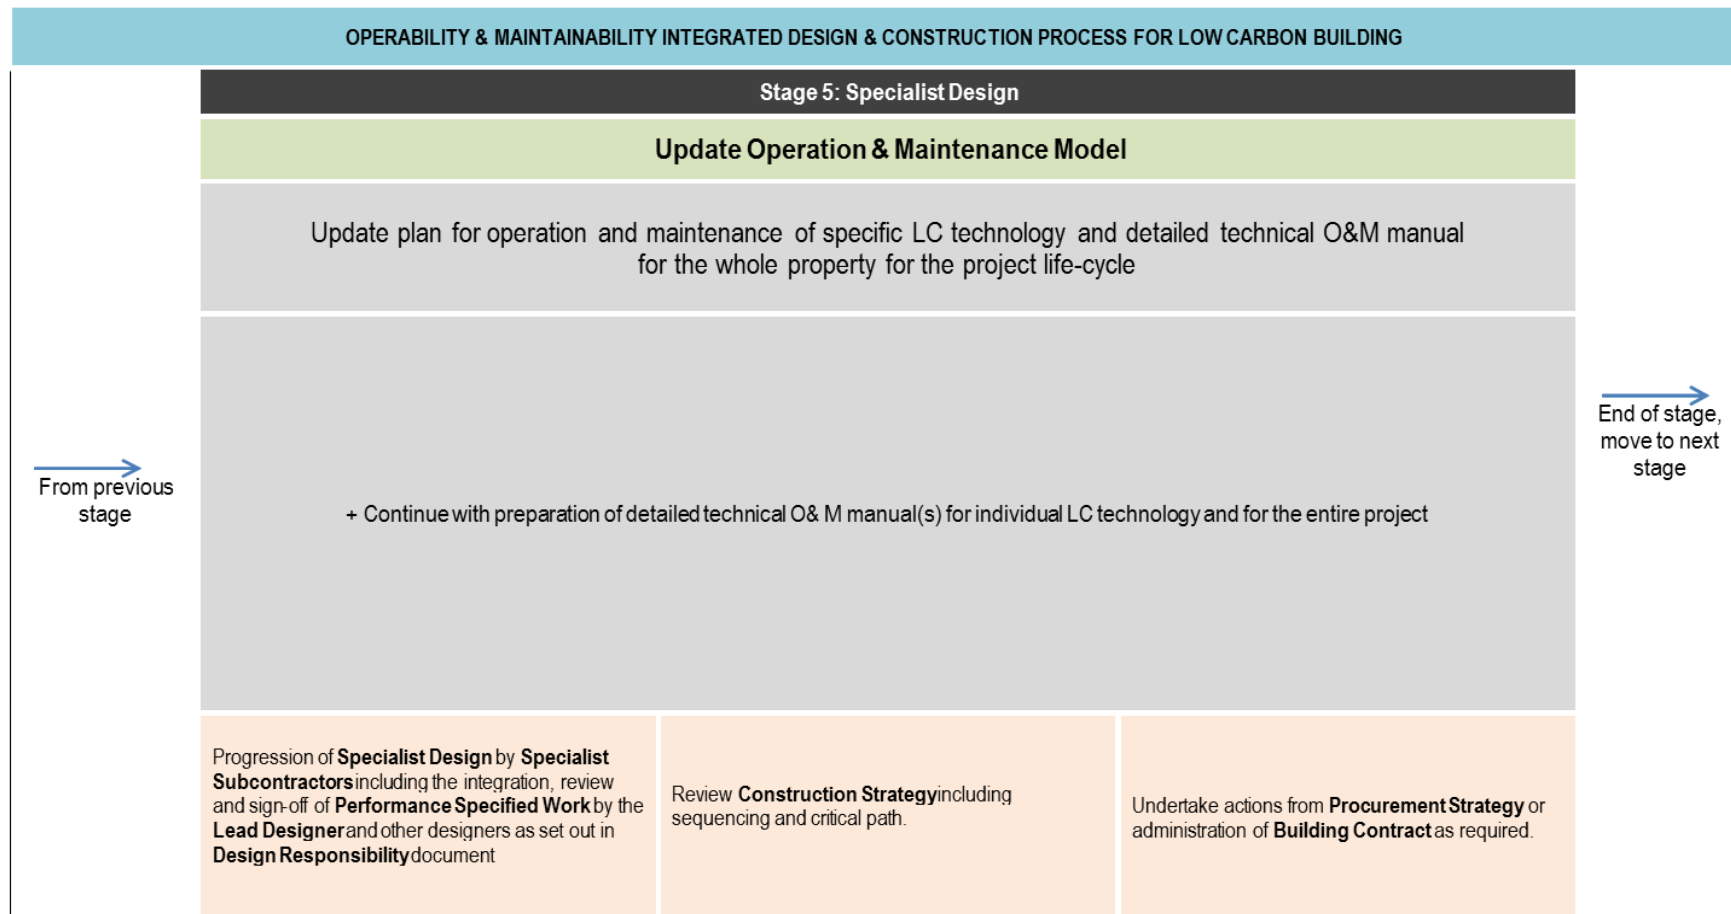 OPERABILITY & MAINTAINABILITY INTEGRATED DESIGN & CONSTRUCTION PROCESS FOR LOW CARBON BUILDING
Stage 5: Specialist Design
Update Operation & Maintenance Model
Update plan for operation and maintenance of specific LC technology and detailed technical O&M manual
for the whole property for the project life-cycle
From previous
stage
+ Continue with preparation of detailed technical O& M manual(s) for individual LC technology and for the entire project
End of stage,
move to next
stage
Progression of Specialist Design by Specialist
Subcontractors including the integration, review
and sign-off of Performance Specified Work by the
Lead Designer and other designers as set out in
Design Responsibility document
Review Construction Strategy including
sequencing and critical path.
Undertake actions from Procurement Strategy or
administration of Building Contract as required.